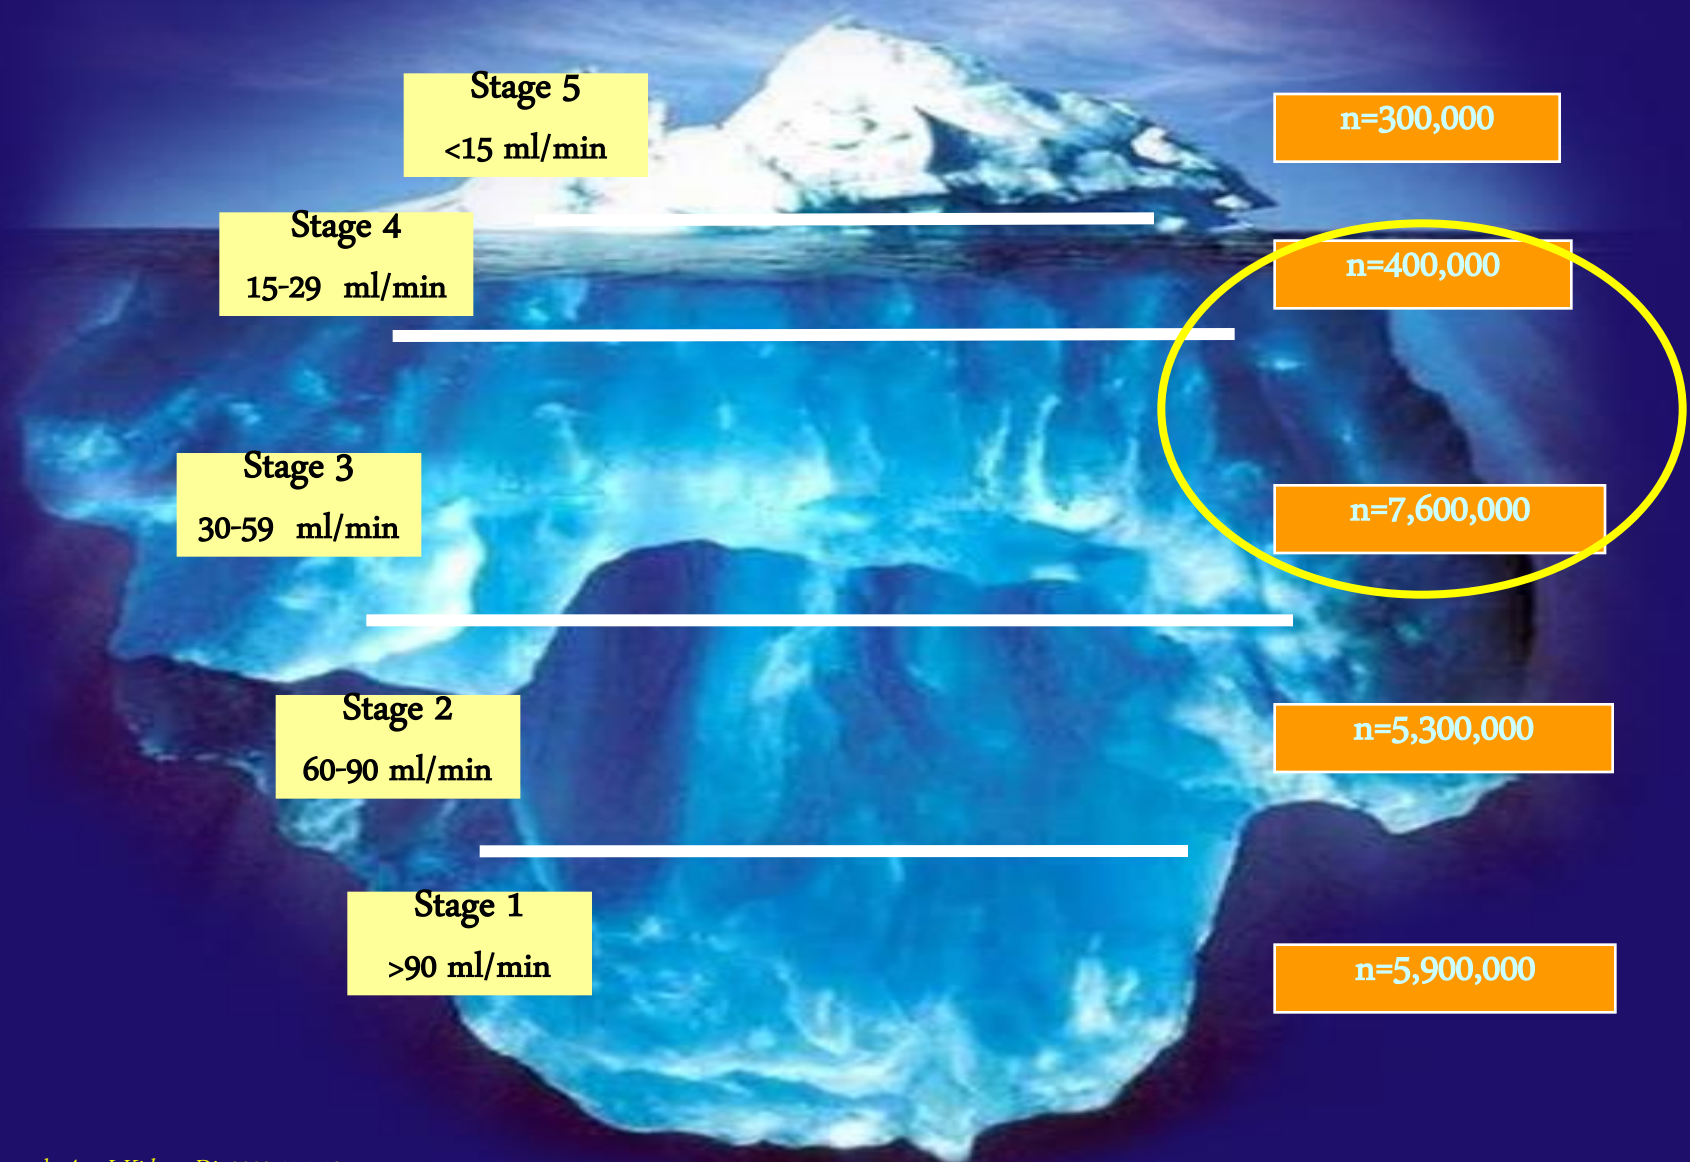 Stage 5
<15 ml/min
n=300,000
Stage 4
15-29 ml/min
n=400,000
Stage 3
30-59 ml/min
n=7,600,000
Stage 2
60-90 ml/min
n=5,300,000
Stage 1
>90 ml/min
n=5,900,000